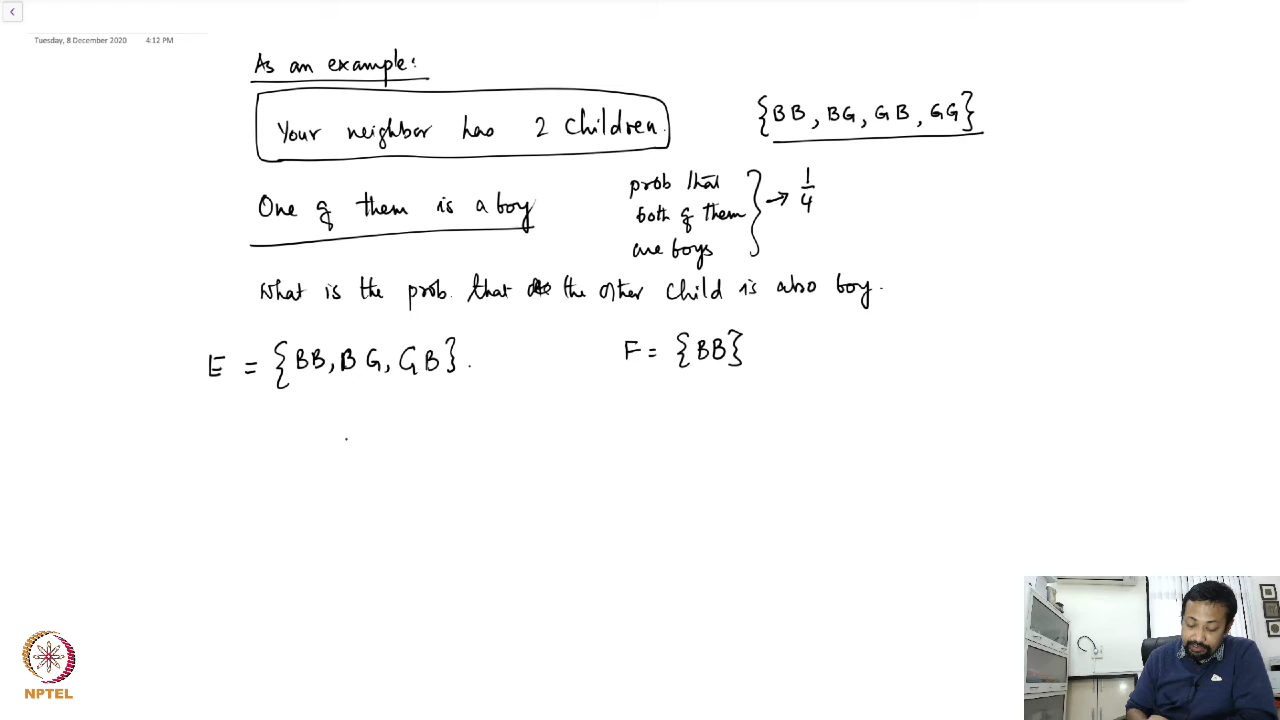 Tuesday, 8 December 2020 4:12 PM
As an example:
Your neighbor has 2 children.
{BB, BG, GB, GG}
One of them is a boy
prob that
both of them
are boys
→ 1/4
What is the prob. that the other child is also boy.
E = {BB, BG, GB}.
F = {BB}
NPTEL